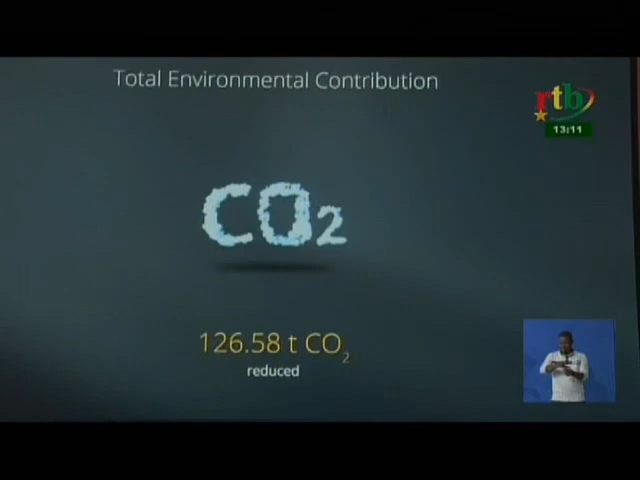 Total Environmental Contribution
rtb
13:11
CO2
126.58 t CO2
reduced